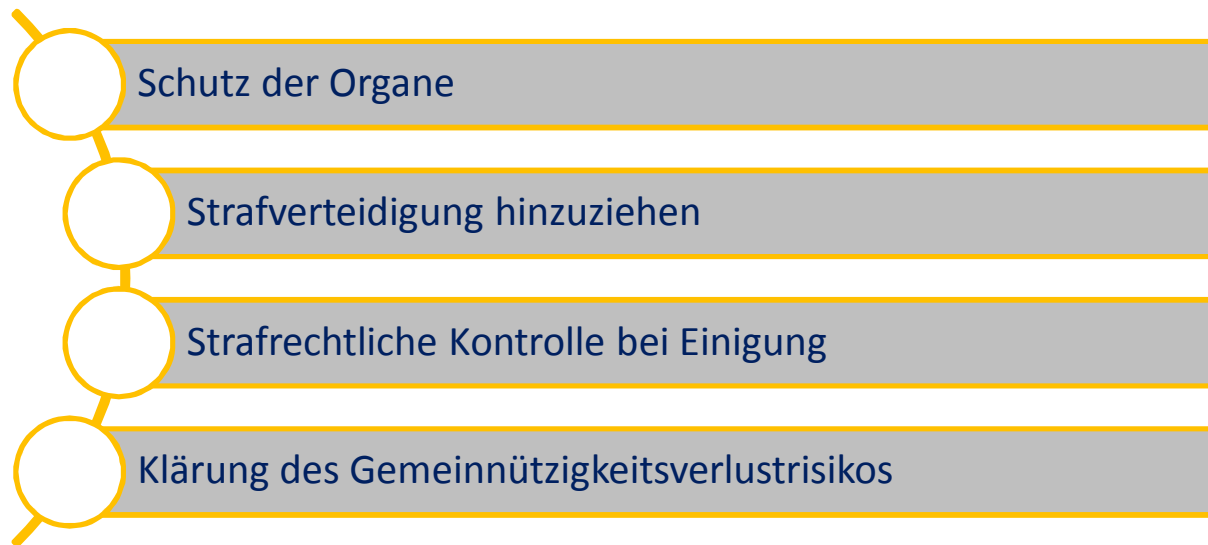 Schutz der Organe
Strafverteidigung hinzuziehen
Strafrechtliche Kontrolle bei Einigung
Klärung des Gemeinnützigkeitsverlustrisikos